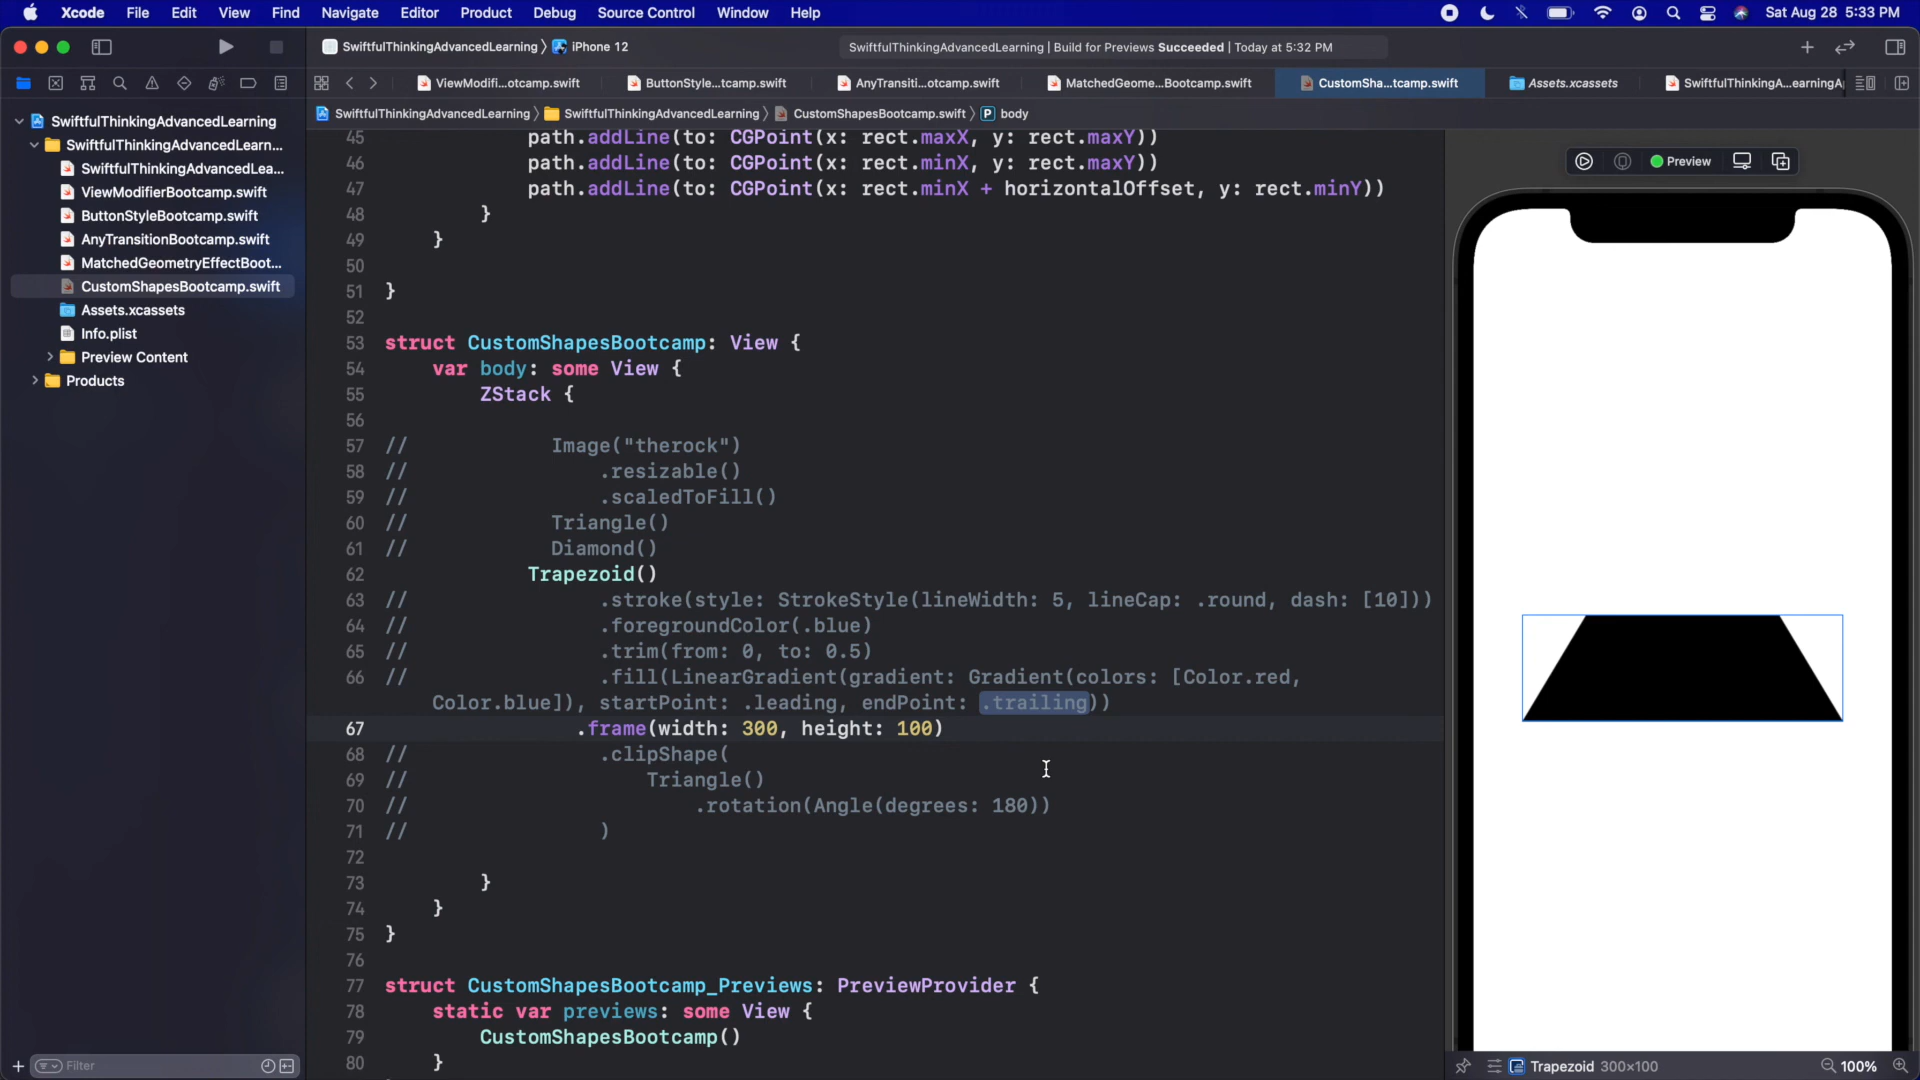 Xcode File Edit View Find Navigate Editor Product Debug Source Control Window Help Sat Aug 28 5:33 PM
SwiftfulThinkingAdvancedLearning iPhone 12 SwiftfulThinkingAdvancedLearning | Build for Previews Succeeded | Today at 5:32 PM
ViewModifi...otcamp.swift ButtonStyle...tcamp.swift AnyTransiti...otcamp.swift MatchedGeome...Bootcamp.swift CustomSha...tcamp.swift Assets.xcassets SwiftfulThinkingA...earningA
SwiftfulThinkingAdvancedLearning SwiftfulThinkingAdvancedLearning CustomShapesBootcamp.swift P body
SwiftfulThinkingAdvancedLearning
SwiftfulThinkingAdvancedLearn...
SwiftfulThinkingAdvancedLea...
ViewModifierBootcamp.swift
ButtonStyleBootcamp.swift
AnyTransitionBootcamp.swift
MatchedGeometryEffectBoot...
CustomShapesBootcamp.swift
Assets.xcassets
Info.plist
Preview Content
Products
Filter
45 path.addLine(to: CGPoint(x: rect.maxX, y: rect.maxY))
46 path.addLine(to: CGPoint(x: rect.minX, y: rect.maxY))
47 path.addLine(to: CGPoint(x: rect.minX + horizontalOffset, y: rect.minY))
48 }
49 }
50
51 }
52
53 struct CustomShapesBootcamp: View {
54 var body: some View {
55 ZStack {
56
57 // Image("therock")
58 // .resizable()
59 // .scaledToFill()
60 // Triangle()
61 // Diamond()
62 Trapezoid()
63 // .stroke(style: StrokeStyle(lineWidth: 5, lineCap: .round, dash: [10]))
64 // .foregroundColor(.blue)
65 // .trim(from: 0, to: 0.5)
66 // .fill(LinearGradient(gradient: Gradient(colors: [Color.red,
Color.blue]), startPoint: .leading, endPoint: .trailing))
67 .frame(width: 300, height: 100)
68 // .clipShape(
69 // Triangle()
70 // .rotation(Angle(degrees: 180))
71 // )
72
73 }
74 }
75 }
76
77 struct CustomShapesBootcamp_Previews: PreviewProvider {
78 static var previews: some View {
79 CustomShapesBootcamp()
80 }
Preview
Trapezoid 300×100 100%